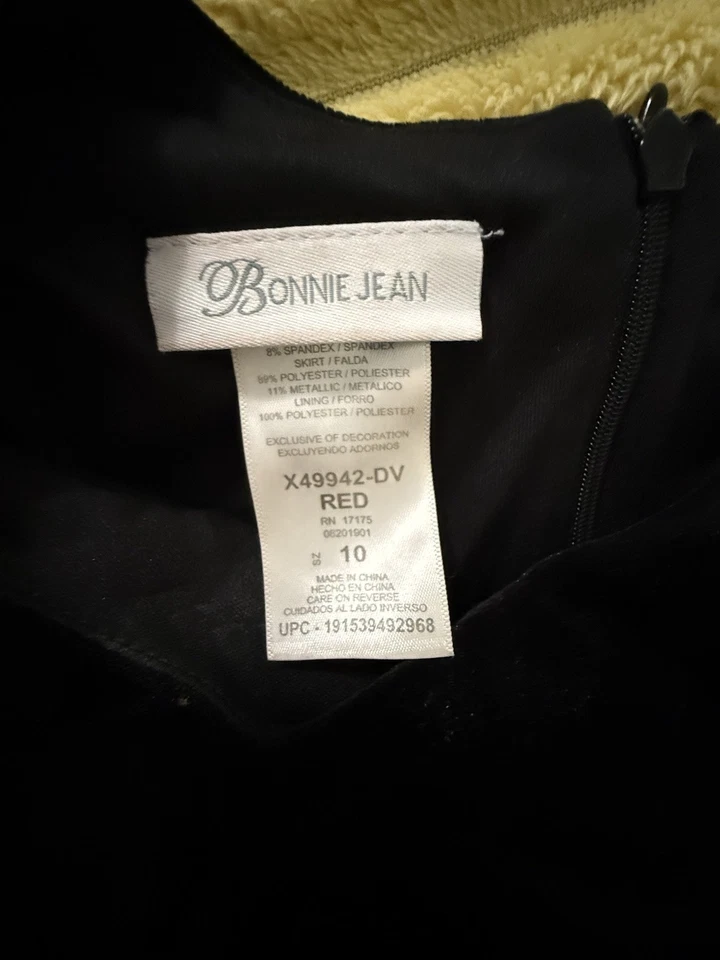 BONNIE JEAN
8% SPANDEX / SPANDEX
SKIRT / FALDA
89% POLYESTER / POLIESTER
11% METALLIC / METALICO
LINING / FORRO
100% POLYESTER / POLIESTER
EXCLUSIVE OF DECORATION
EXCLUYENDO ADORNOS
X49942-DV
RED
RN 17175
08201901
SZ 10
MADE IN CHINA
HECHO EN CHINA
CARE ON REVERSE
CUIDADOS AL LADO INVERSO
UPC - 191539492968